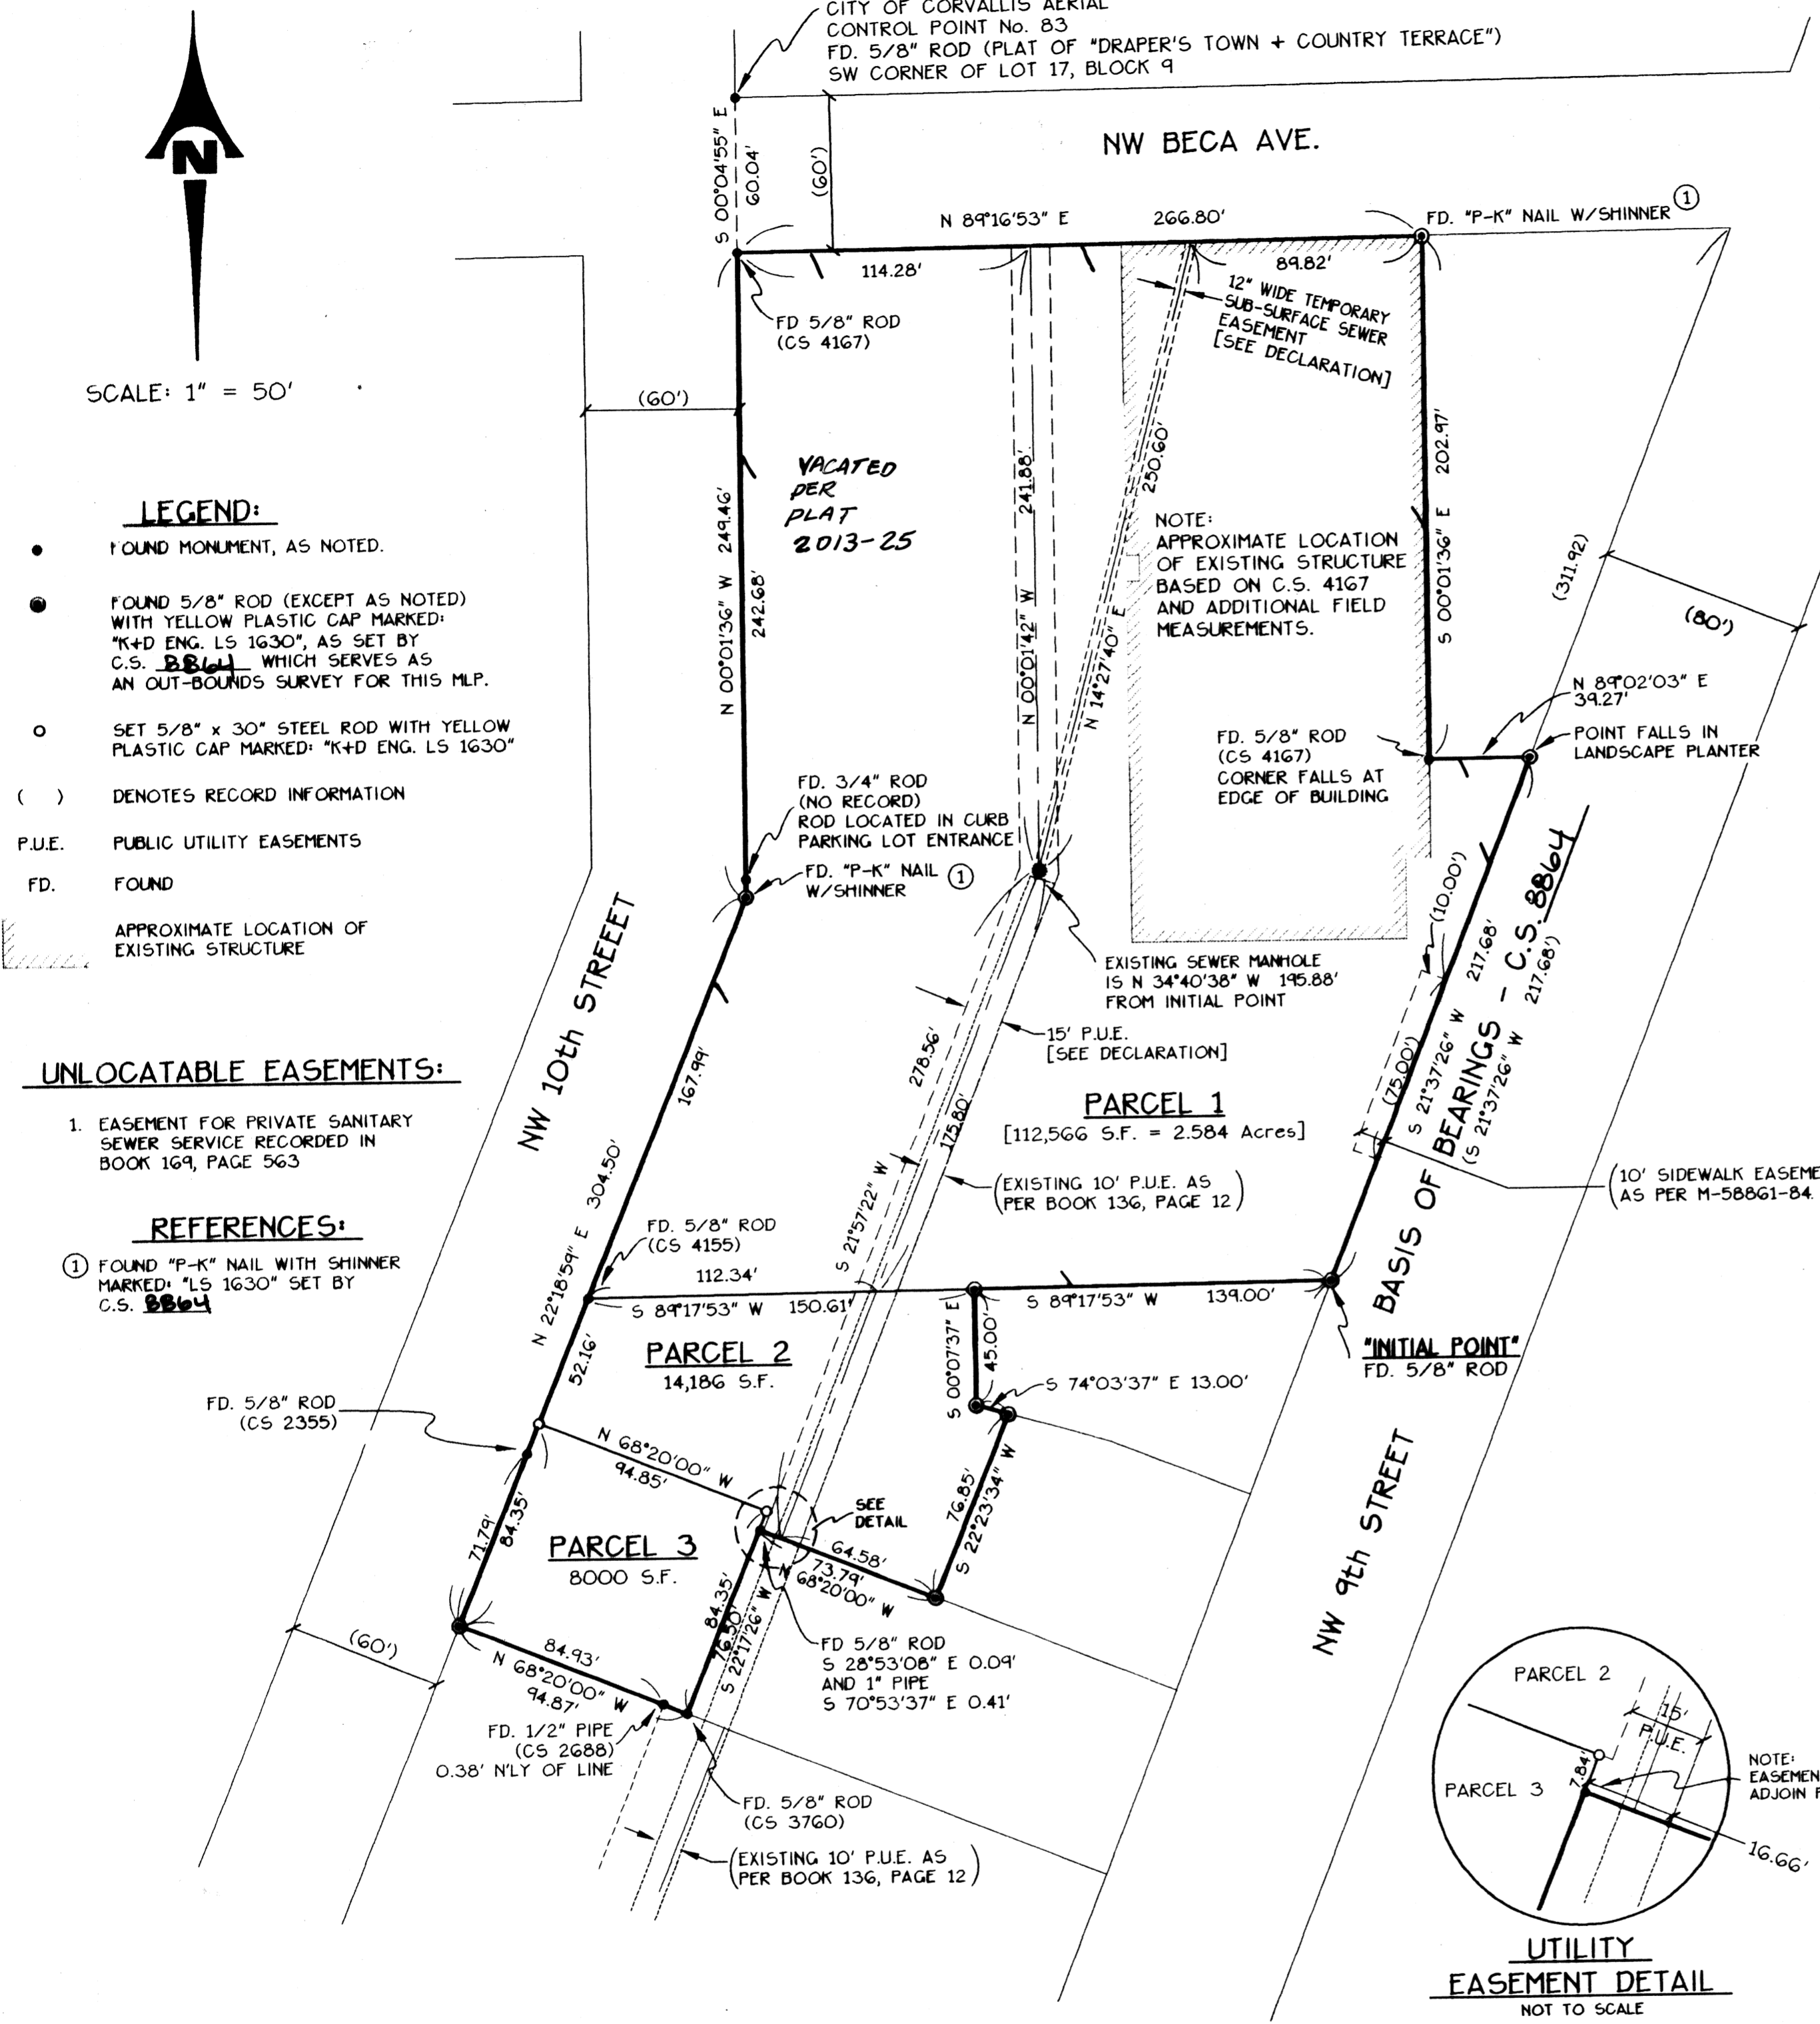 CITY OF CORVALLIS AERIAL
CONTROL POINT No. 83
FD. 5/8" ROD (PLAT OF "DRAPER'S TOWN + COUNTRY TERRACE")
SW CORNER OF LOT 17, BLOCK 9
N
SCALE: 1" = 50'
S 00°04'55" E
60.04'
(60')
NW BECA AVE.
N 89°16'53" E 266.80'
FD. "P-K" NAIL W/SHINNER ①
114.28'
89.82'
12" WIDE TEMPORARY
SUB-SURFACE SEWER
EASEMENT
[SEE DECLARATION]
FD 5/8" ROD
(CS 4167)
(60')
VACATED
PER
PLAT
2013-25
N 00°01'36" W 249.46'
242.68'
N 00°01'42" W 241.88'
N 14°27'40" E 250.60'
NOTE:
APPROXIMATE LOCATION
OF EXISTING STRUCTURE
BASED ON C.S. 4167
AND ADDITIONAL FIELD
MEASUREMENTS.
S 00°01'36" E 202.97'
(311.92)
(80')
N 89°02'03" E
39.27'
POINT FALLS IN
LANDSCAPE PLANTER
FD. 5/8" ROD
(CS 4167)
CORNER FALLS AT
EDGE OF BUILDING
LEGEND:
FOUND MONUMENT, AS NOTED.
FOUND 5/8" ROD (EXCEPT AS NOTED)
WITH YELLOW PLASTIC CAP MARKED:
"K+D ENG. LS 1630", AS SET BY
C.S. 8864 WHICH SERVES AS
AN OUT-BOUNDS SURVEY FOR THIS MLP.
SET 5/8" x 30" STEEL ROD WITH YELLOW
PLASTIC CAP MARKED: "K+D ENG. LS 1630"
( ) DENOTES RECORD INFORMATION
P.U.E. PUBLIC UTILITY EASEMENTS
FD. FOUND
APPROXIMATE LOCATION OF
EXISTING STRUCTURE
FD. 3/4" ROD
(NO RECORD)
ROD LOCATED IN CURB
PARKING LOT ENTRANCE
FD. "P-K" NAIL ①
W/SHINNER
EXISTING SEWER MANHOLE
IS N 34°40'38" W 195.88'
FROM INITIAL POINT
15' P.U.E.
[SEE DECLARATION]
(10.00')
(75.00')
S 21°37'26" W 217.68'
BASIS OF BEARINGS - C.S. 8864
(S 21°37'26" W 217.68')
UNLOCATABLE EASEMENTS:
1. EASEMENT FOR PRIVATE SANITARY
SEWER SERVICE RECORDED IN
BOOK 169, PAGE 563
REFERENCES:
① FOUND "P-K" NAIL WITH SHINNER
MARKED: "LS 1630" SET BY
C.S. 8864
NW 10th STREEET
167.99'
N 22°18'59" E 304.50'
278.56'
175.80'
S 21°57'22" W
PARCEL 1
[112,566 S.F. = 2.584 Acres]
(EXISTING 10' P.U.E. AS
PER BOOK 136, PAGE 12)
(10' SIDEWALK EASEME
AS PER M-58861-84.
FD. 5/8" ROD
(CS 4155)
112.34'
S 89°17'53" W 150.61'
S 89°17'53" W 139.00'
52.16'
PARCEL 2
14,186 S.F.
S 00°07'37" E
45.00'
S 74°03'37" E 13.00'
"INITIAL POINT"
FD. 5/8" ROD
FD. 5/8" ROD
(CS 2355)
N 68°20'00" W
94.85'
SEE
DETAIL
76.85'
S 22°23'34" W
NW 9th STREET
71.79'
84.35'
PARCEL 3
8000 S.F.
64.58'
73.79'
N 68°20'00" W
84.35'
76.50'
S 22°17'26" W
(60')
84.93'
N 68°20'00" W
94.87'
FD 5/8" ROD
S 28°53'08" E 0.09'
AND 1" PIPE
S 70°53'37" E 0.41'
FD. 1/2" PIPE
(CS 2688)
0.38' N'LY OF LINE
FD. 5/8" ROD
(CS 3760)
(EXISTING 10' P.U.E. AS
PER BOOK 136, PAGE 12)
PARCEL 2
15'
P.U.E.
7.84'
PARCEL 3
NOTE:
EASEMEN
ADJOIN
16.66'
UTILITY
EASEMENT DETAIL
NOT TO SCALE